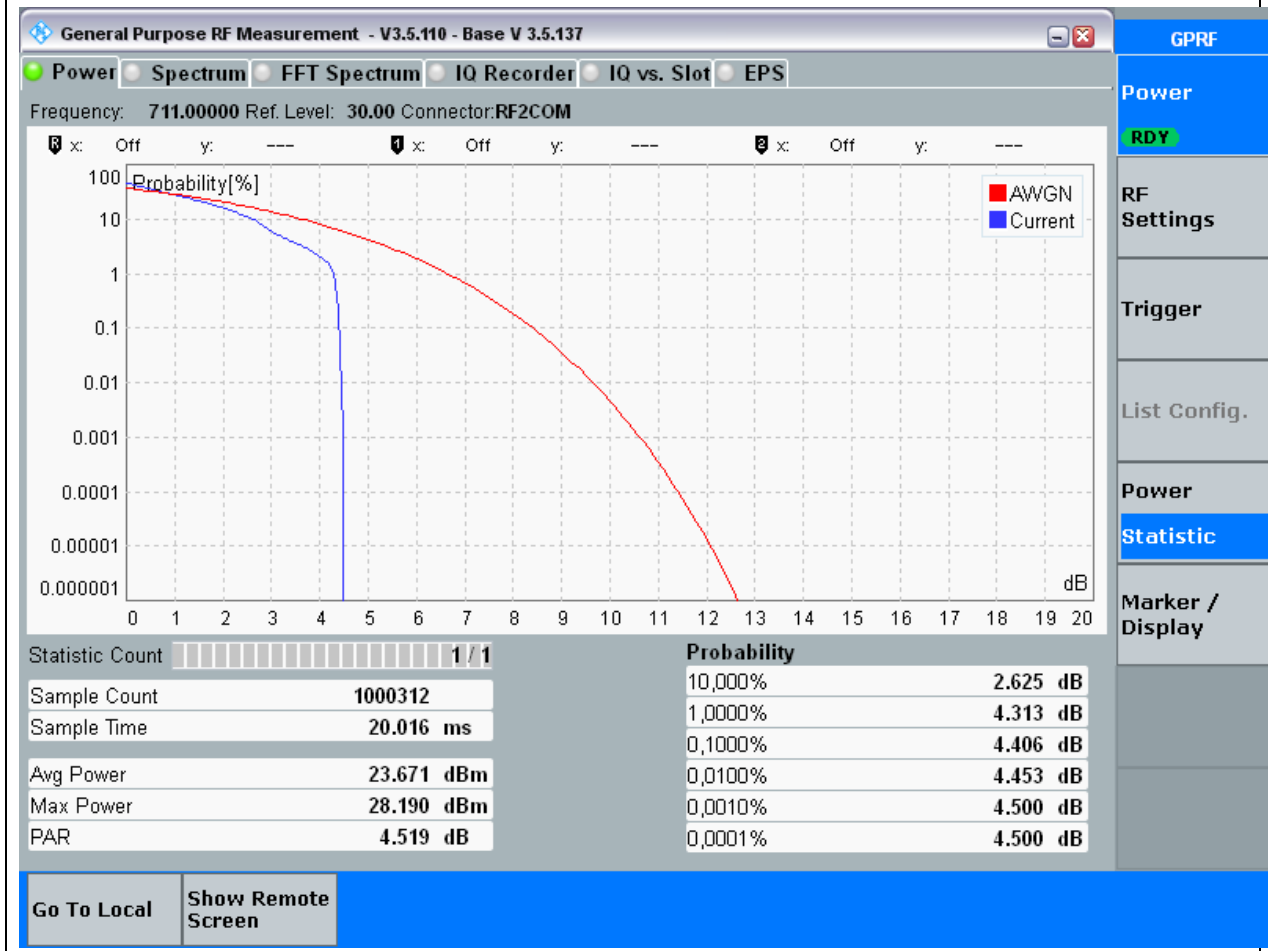 General Purpose RF Measurement - V3.5.110 - Base V 3.5.137
GPRF
Power Spectrum FFT Spectrum IQ Recorder IQ vs. Slot EPS
Power
RDY
Frequency: 711.00000 Ref. Level: 30.00 Connector:RF2COM
R x: Off y: --- 1 x: Off y: --- 2 x: Off y: ---
Probability[%]
AWGN
Current
100
10
1
0.1
0.01
0.001
0.0001
0.00001
0.000001
dB
0 1 2 3 4 5 6 7 8 9 10 11 12 13 14 15 16 17 18 19 20
RF
Settings
Trigger
List Config.
Power
Statistic
Marker /
Display
Statistic Count 1 / 1
Sample Count 1000312
Sample Time 20.016 ms
Avg Power 23.671 dBm
Max Power 28.190 dBm
PAR 4.519 dB
Probability
10,000% 2.625 dB
1,0000% 4.313 dB
0,1000% 4.406 dB
0,0100% 4.453 dB
0,0010% 4.500 dB
0,0001% 4.500 dB
Go To Local
Show Remote
Screen